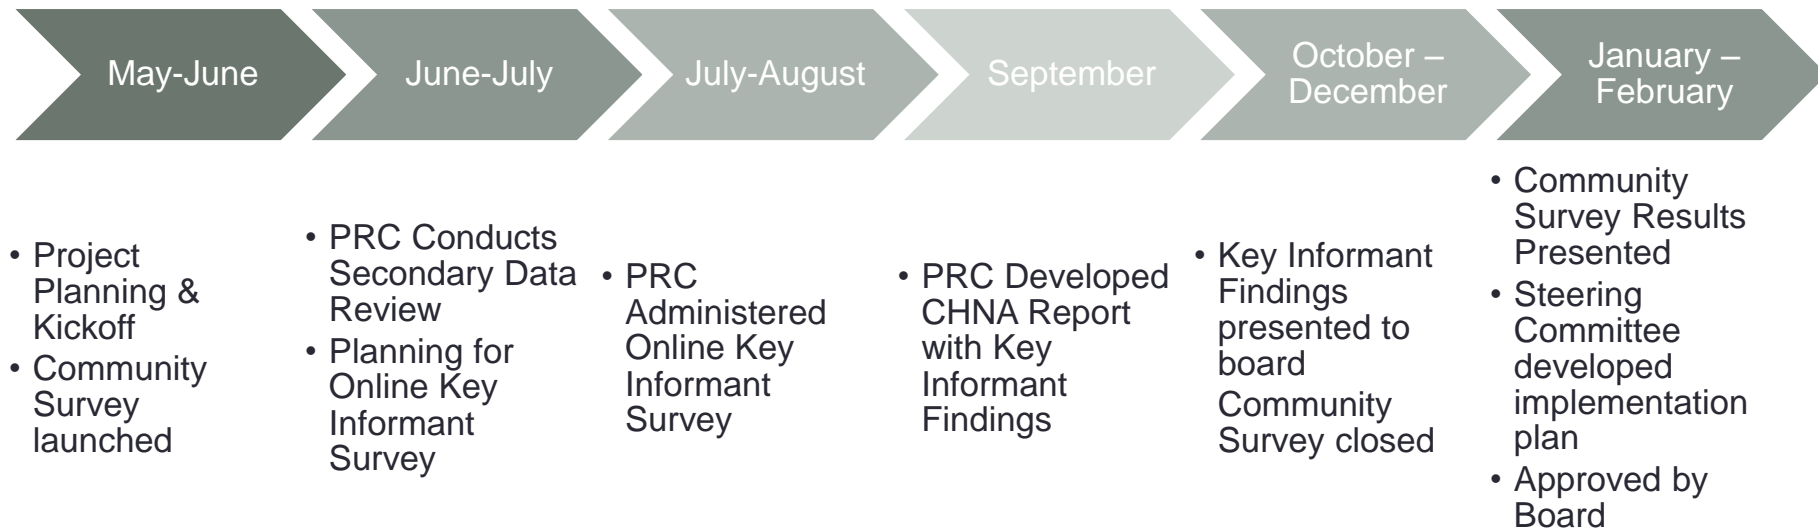 May-June
June-July
July-August
September
October –
December
January –
February
• Project
Planning &
Kickoff
• Community
Survey
launched
• PRC Conducts
Secondary Data
Review
• Planning for
Online Key
Informant
Survey
• PRC
Administered
Online Key
Informant
Survey
• PRC Developed
CHNA Report
with Key
Informant
Findings
• Key Informant
Findings
presented to
board
Community
Survey closed
• Community
Survey Results
Presented
• Steering
Committee
developed
implementation
plan
• Approved by
Board